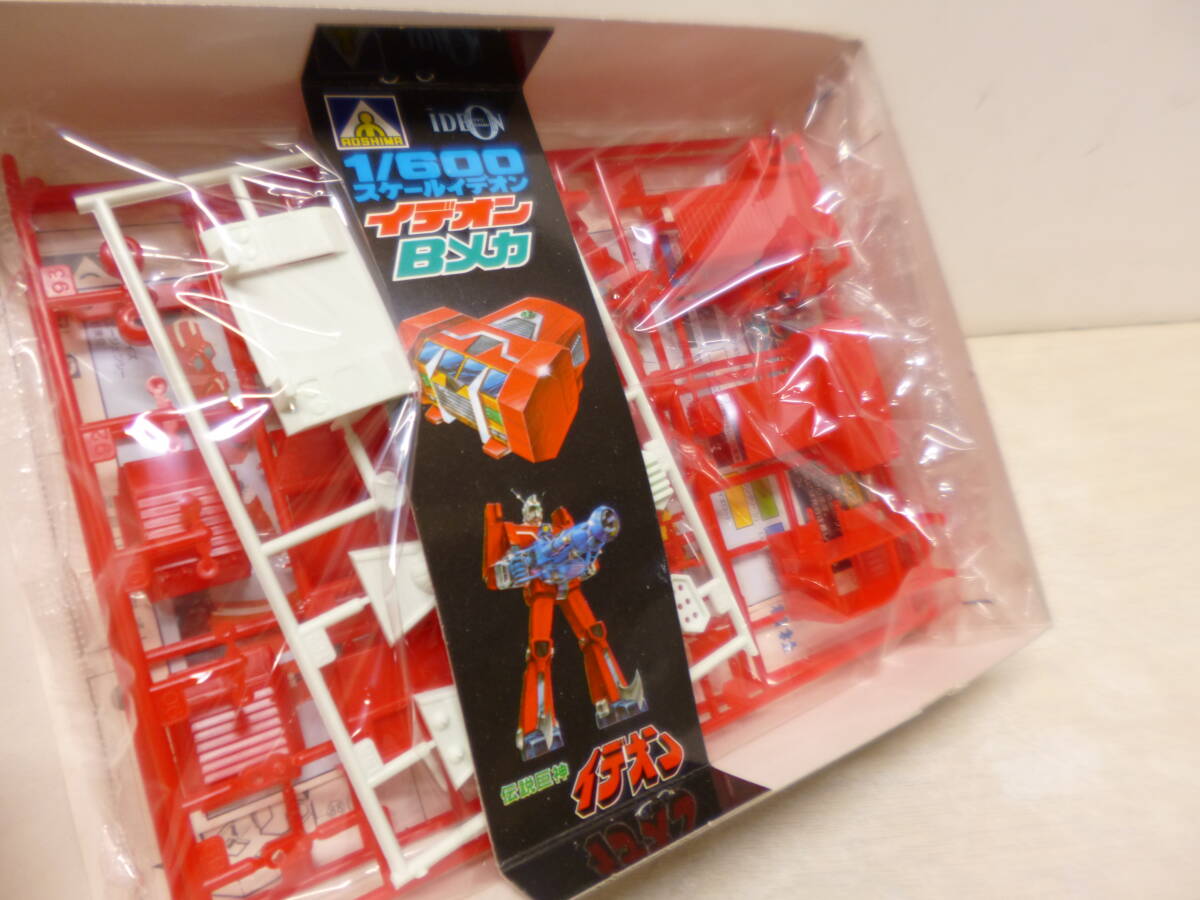 AOSHIMA
IDEON
1/600
スケールイデオン
イデオン
Bメカ
伝説巨神
イデオン